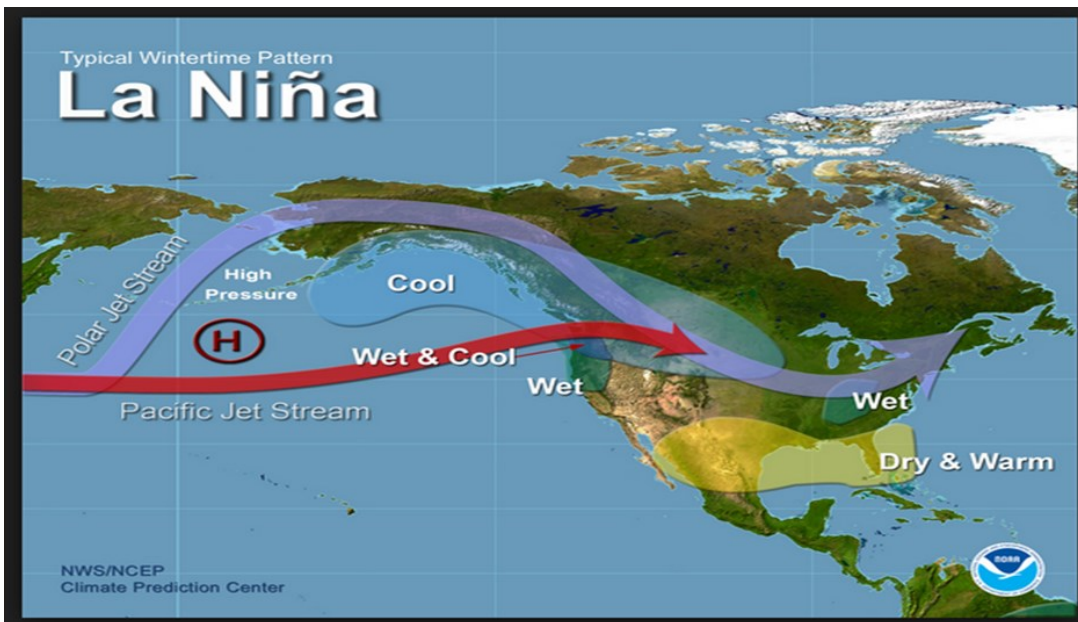 Typical Wintertime Pattern
La Niña
Polar Jet Stream
High
Pressure
H
Cool
Wet & Cool
Wet
Pacific Jet Stream
Wet
Dry & Warm
NWS/NCEP
Climate Prediction Center
NOAA